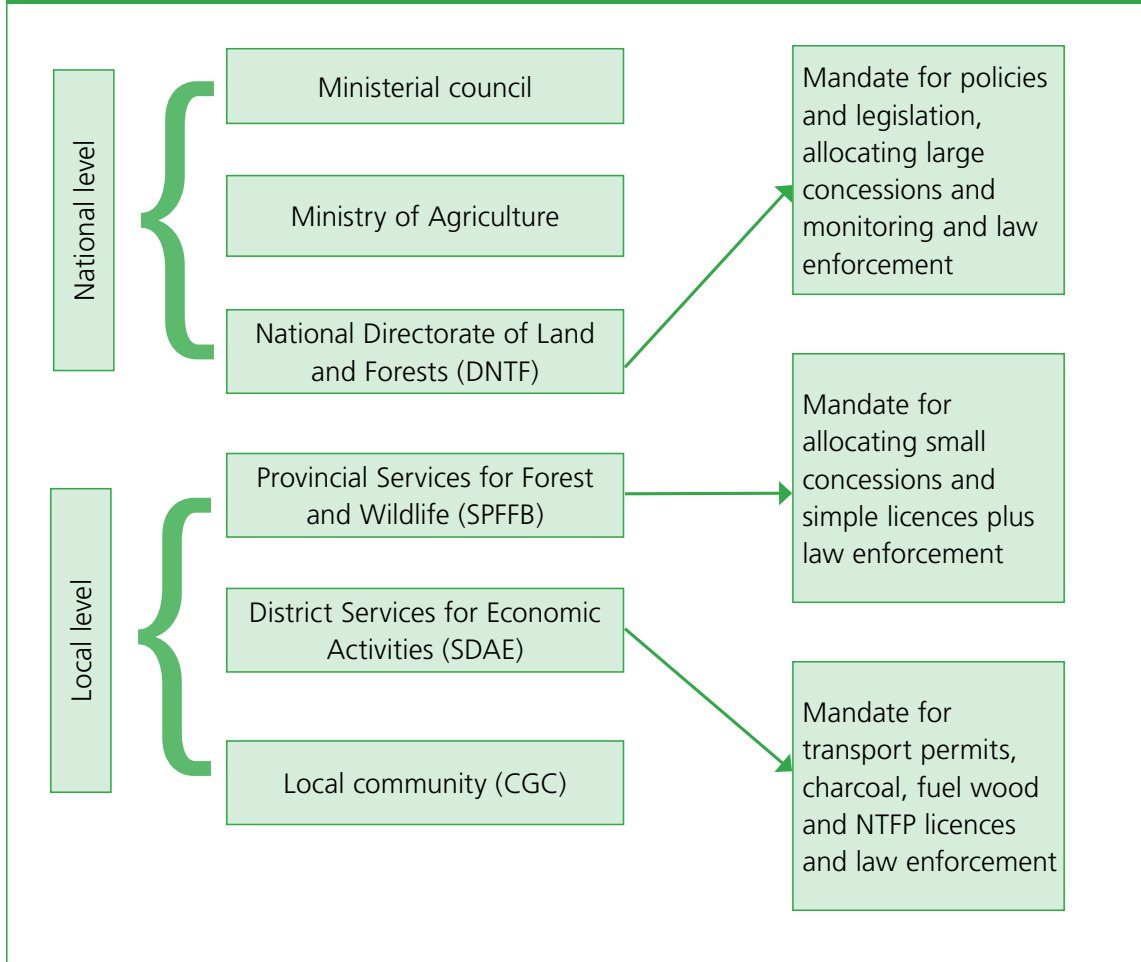 National level
Ministerial council
Ministry of Agriculture
National Directorate of Land
and Forests (DNTF)
Mandate for policies
and legislation,
allocating large
concessions and
monitoring and law
enforcement
Local level
Provincial Services for Forest
and Wildlife (SPFFB)
Mandate for
allocating small
concessions and
simple licences plus
law enforcement
District Services for Economic
Activities (SDAE)
Mandate for
transport permits,
charcoal, fuel wood
and NTFP licences
and law enforcement
Local community (CGC)